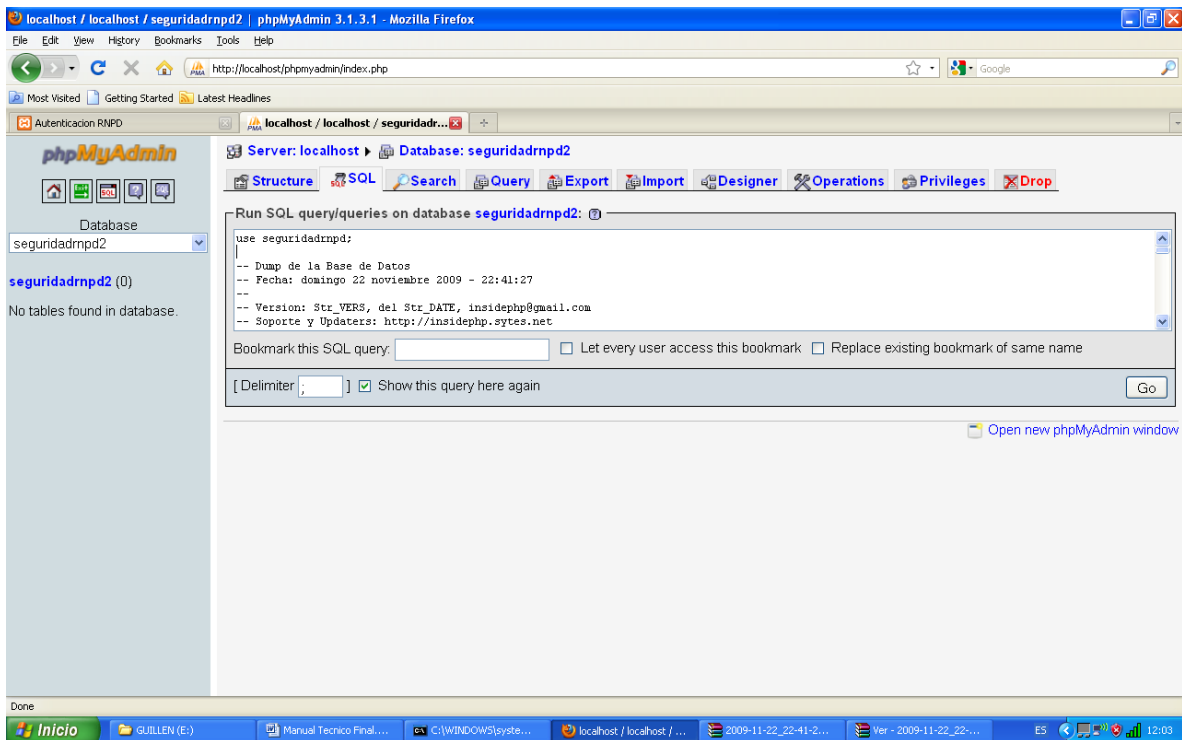 localhost / localhost / seguridadrnpd2 | phpMyAdmin 3.1.3.1 - Mozilla Firefox
File Edit View History Bookmarks Tools Help
http://localhost/phpmyadmin/index.php
Google
Most Visited Getting Started Latest Headlines
Autenticacion RNPD
localhost / localhost / seguridadr...
phpMyAdmin
SQL
Database
seguridadrnpd2
seguridadrnpd2 (0)
No tables found in database.
Server: localhost Database: seguridadrnpd2
Structure SQL Search Query Export Import Designer Operations Privileges Drop
Run SQL query/queries on database seguridadrnpd2:
use seguridadrnpd;
-- Dump de la Base de Datos
-- Fecha: domingo 22 noviembre 2009 - 22:41:27
--
-- Version: Str_VERS, del Str_DATE, insidephp@gmail.com
-- Soporte y Updaters: http://insidephp.sytes.net
Bookmark this SQL query: Let every user access this bookmark Replace existing bookmark of same name
[ Delimiter ; ] Show this query here again
Go
Open new phpMyAdmin window
Done
Inicio GUILLEN (E:) Manual Tecnico Final.... C:\WINDOWS\syste... localhost / localhost / ... 2009-11-22_22-41-2... Ver - 2009-11-22_22-... ES 12:03